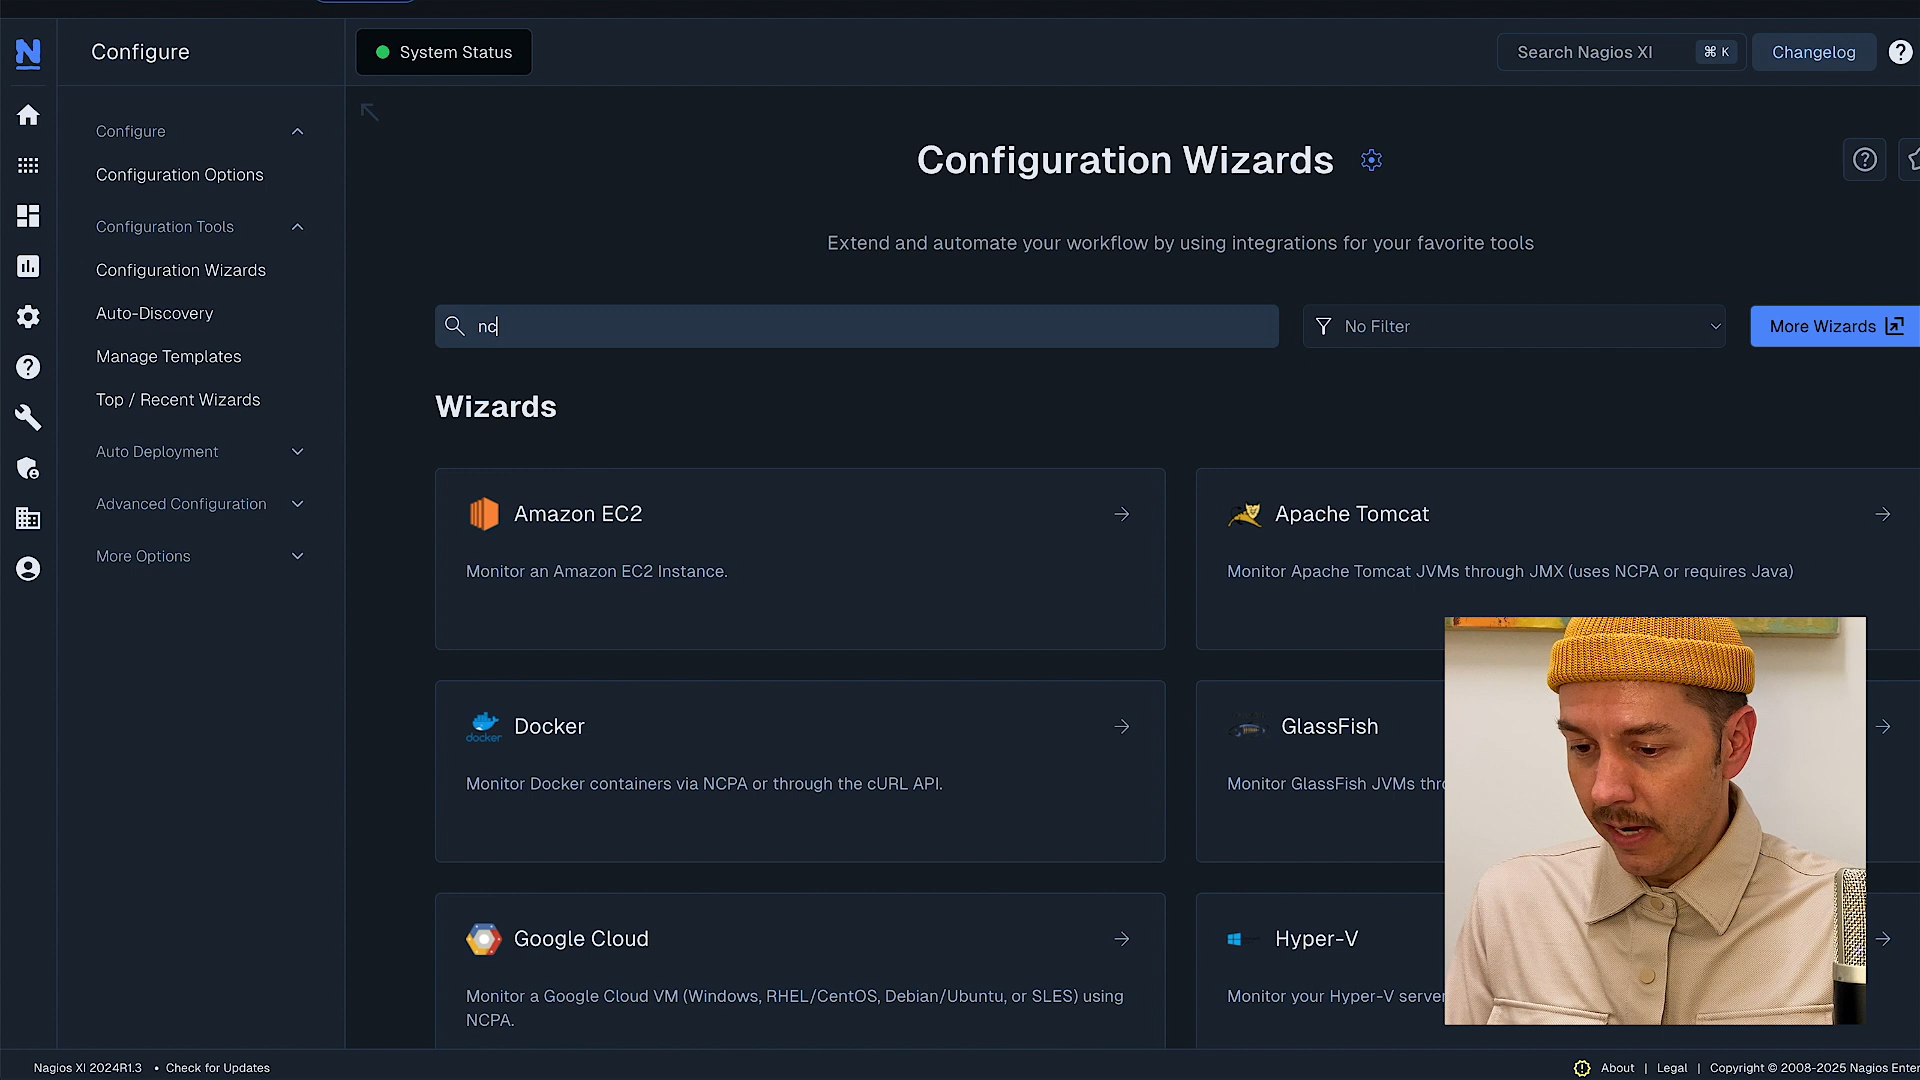 Configure
System Status
Search Nagios XI
⌘ K
Changelog
Configure
Configuration Options
Configuration Tools
Configuration Wizards
Auto-Discovery
Manage Templates
Top / Recent Wizards
Auto Deployment
Advanced Configuration
More Options
Configuration Wizards
Extend and automate your workflow by using integrations for your favorite tools
nc
No Filter
More Wizards
Wizards
Amazon EC2
Monitor an Amazon EC2 Instance.
Apache Tomcat
Monitor Apache Tomcat JVMs through JMX (uses NCPA or requires Java)
docker
Docker
Monitor Docker containers via NCPA or through the cURL API.
GlassFish
Monitor GlassFish JVMs thro
Google Cloud
Monitor a Google Cloud VM (Windows, RHEL/CentOS, Debian/Ubuntu, or SLES) using
NCPA.
Hyper-V
Monitor your Hyper-V server
Nagios XI 2024R1.3 • Check for Updates
About | Legal | Copyright © 2008-2025 Nagios Enter